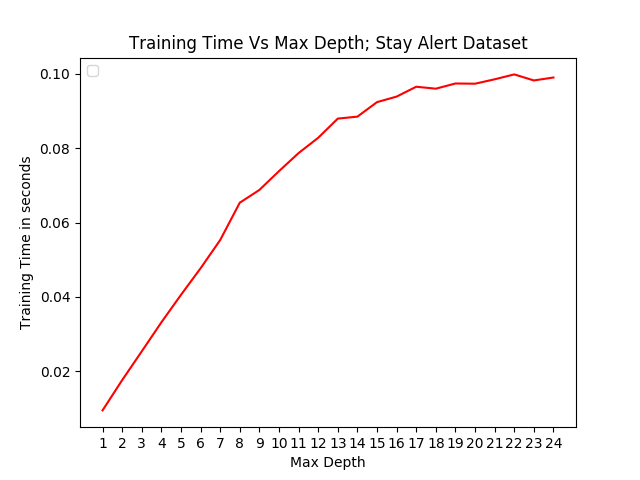 Training Time Vs Max Depth; Stay Alert Dataset
0.10
0.08
0.06
0.04
0.02
Training Time in seconds
1 2 3 4 5 6 7 8 9 10 11 12 13 14 15 16 17 18 19 20 21 22 23 24
Max Depth